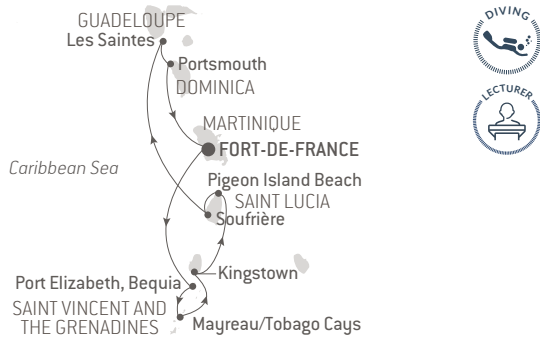 GUADELOUPE
Les Saintes
Portsmouth
DOMINICA
MARTINIQUE
FORT-DE-FRANCE
Caribbean Sea
Pigeon Island Beach
SAINT LUCIA
Soufrière
Kingstown
Port Elizabeth, Bequia
SAINT VINCENT AND
THE GRENADINES
Mayreau/Tobago Cays
DIVING
LECTURER